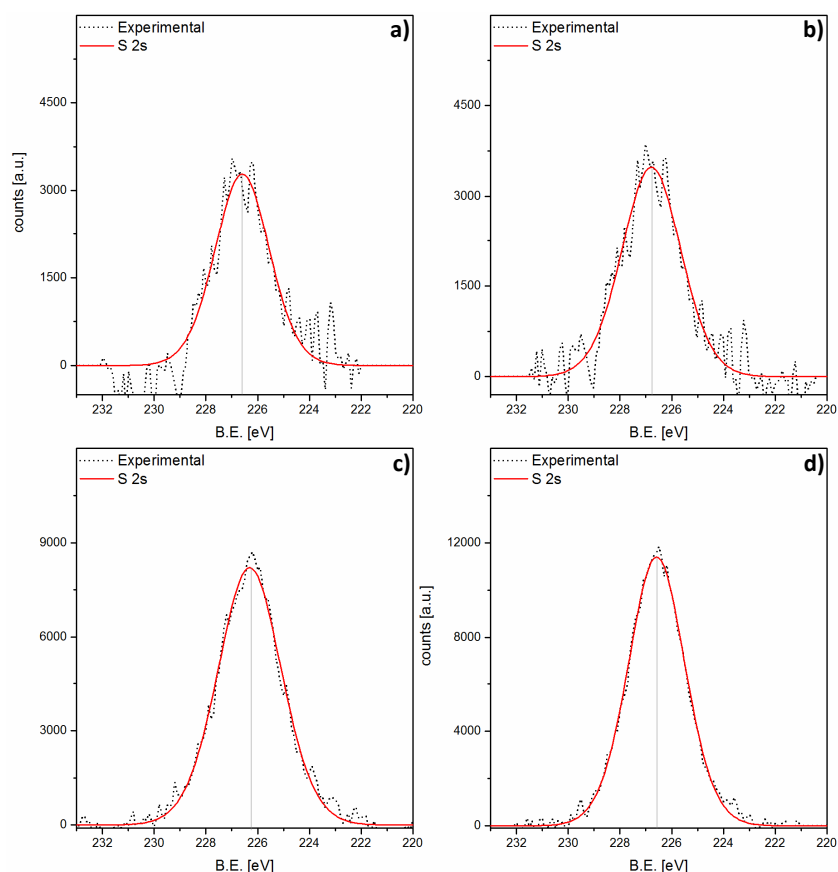 Experimental
S 2s
a)
4500
3000
1500
0
counts [a.u.]
232 230 228 226 224 222 220
B.E. [eV]
Experimental
S 2s
b)
4500
3000
1500
0
232 230 228 226 224 222 220
B.E. [eV]
Experimental
S 2s
c)
9000
6000
3000
0
232 230 228 226 224 222 220
B.E. [eV]
Experimental
S 2s
d)
12000
8000
4000
0
counts [a.u.]
232 230 228 226 224 222 220
B.E. [eV]